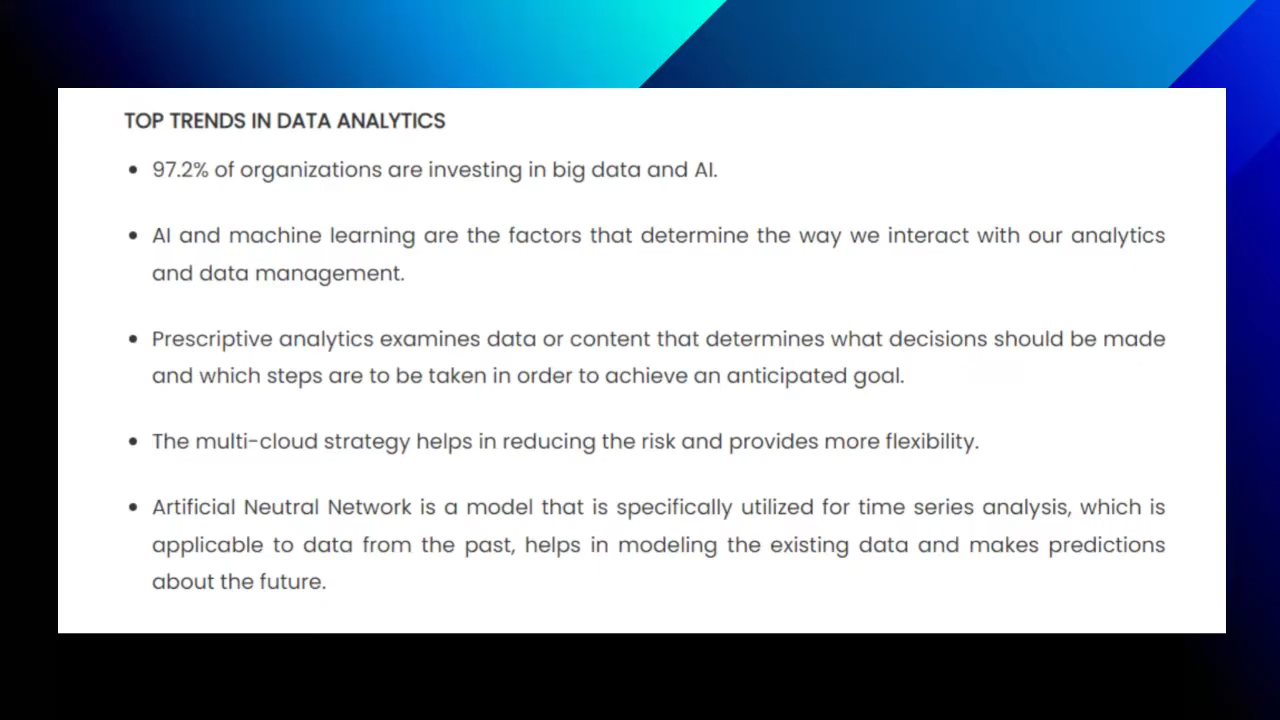 TOP TRENDS IN DATA ANALYTICS
• 97.2% of organizations are investing in big data and AI.
• AI and machine learning are the factors that determine the way we interact with our analytics
and data management.
• Prescriptive analytics examines data or content that determines what decisions should be made
and which steps are to be taken in order to achieve an anticipated goal.
• The multi-cloud strategy helps in reducing the risk and provides more flexibility.
• Artificial Neutral Network is a model that is specifically utilized for time series analysis, which is
applicable to data from the past, helps in modeling the existing data and makes predictions
about the future.